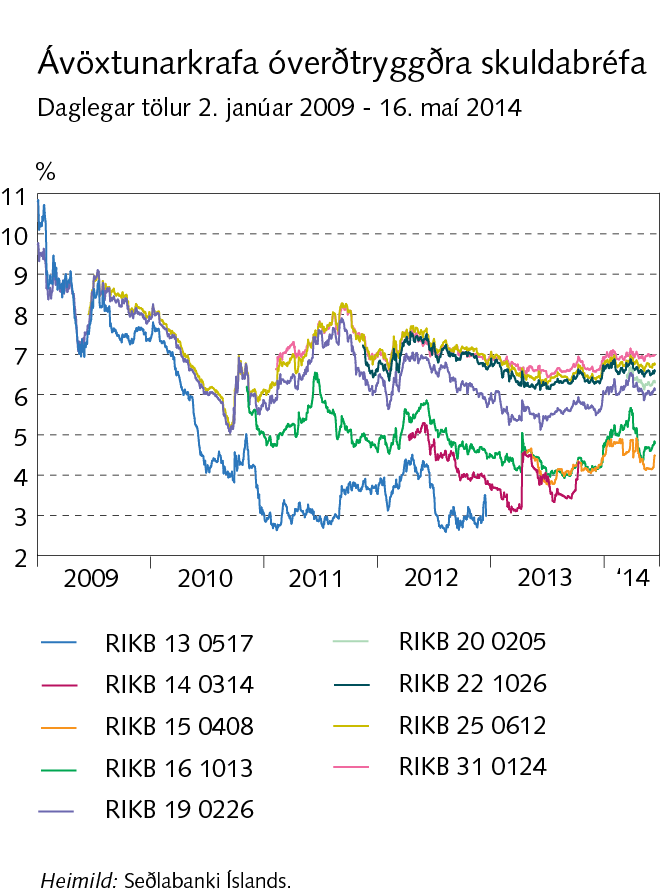 Ávöxtunarkrafa óverðtryggðra skuldabréfa
Daglegar tölur 2. janúar 2009 - 16. maí 2014
%
11
10
9
8
7
6
5
4
3
2
2009 2010 2011 2012 2013 ‘14
RIKB 13 0517
RIKB 14 0314
RIKB 15 0408
RIKB 16 1013
RIKB 19 0226
RIKB 20 0205
RIKB 22 1026
RIKB 25 0612
RIKB 31 0124
Heimild: Seðlabanki Íslands.